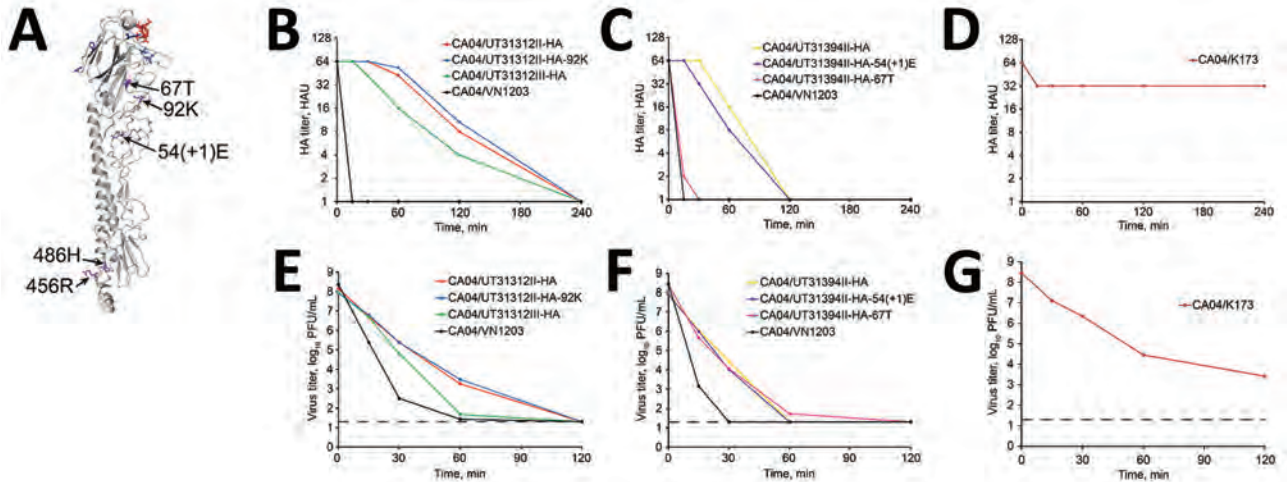 A
67T
92K
54(+1)E
486H
456R
B
HA titer, HAU
128
64
32
16
8
4
2
1
0
60
120
180
240
Time, min
CA04/UT31312II-HA
CA04/UT31312II-HA-92K
CA04/UT31312III-HA
CA04/VN1203
C
HA titer, HAU
128
64
32
16
8
4
2
1
0
60
120
180
240
Time, min
CA04/UT31394II-HA
CA04/UT31394II-HA-54(+1)E
CA04/UT31394II-HA-67T
CA04/VN1203
D
HA titer, HAU
128
64
32
16
8
4
2
1
0
60
120
180
240
Time, min
CA04/K173
E
Virus titer, log10 PFU/mL
9
8
7
6
5
4
3
2
1
0
0
30
60
90
120
Time, min
CA04/UT31312II-HA
CA04/UT31312II-HA-92K
CA04/UT31312III-HA
CA04/VN1203
F
Virus titer, log10 PFU/mL
9
8
7
6
5
4
3
2
1
0
0
30
60
90
120
Time, min
CA04/UT31394II-HA
CA04/UT31394II-HA-54(+1)E
CA04/UT31394II-HA-67T
CA04/VN1203
G
Virus titer, log10 PFU/mL
9
8
7
6
5
4
3
2
1
0
0
30
60
90
120
Time, min
CA04/K173